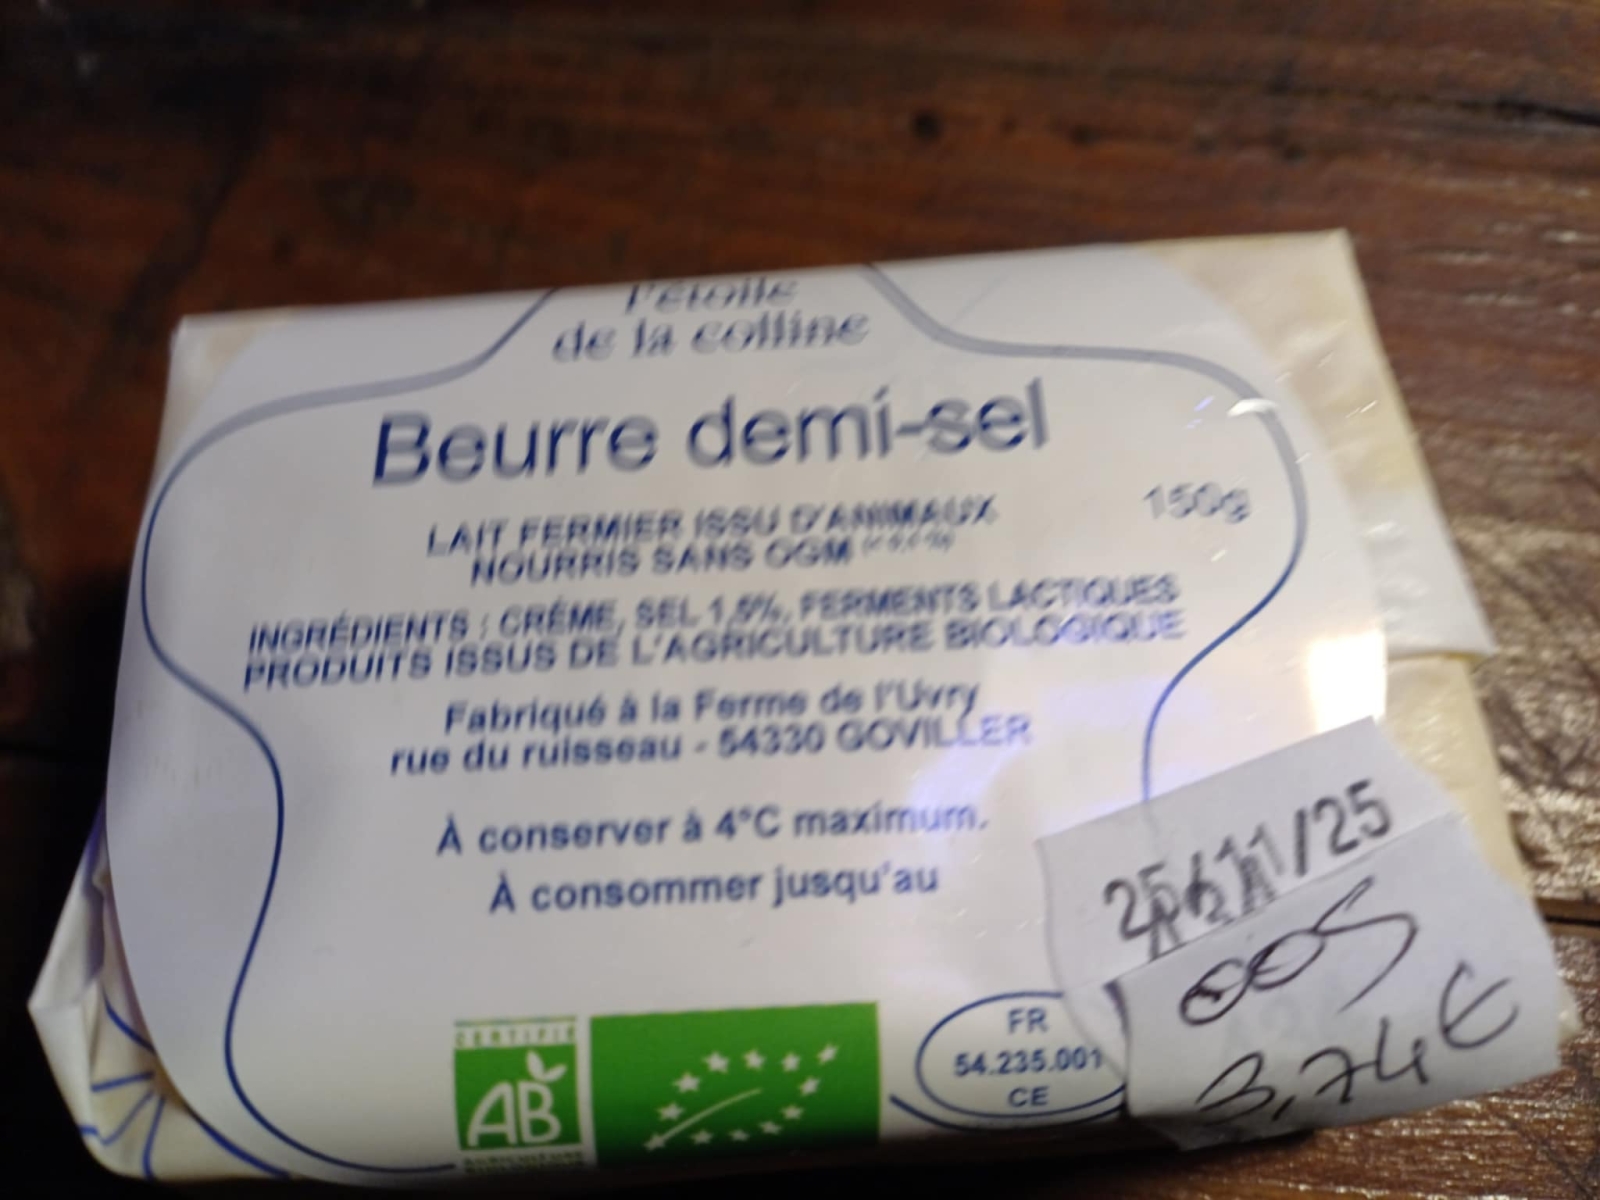 l'étoile
de la colline
Beurre demi-sel
150g
LAIT FERMIER ISSU D'ANIMAUX
NOURRIS SANS OGM
INGRÉDIENTS : CRÈME, SEL 1,5%, FERMENTS LACTIQUES
PRODUITS ISSUS DE L'AGRICULTURE BIOLOGIQUE
Fabriqué à la Ferme de l'Uvry
rue du ruisseau - 54330 GOVILLER
À conserver à 4°C maximum.
À consommer jusqu'au
/25
3,74€
CERTIFIÉ
AB
AGRICULTURE
FR
54.235.001
CE